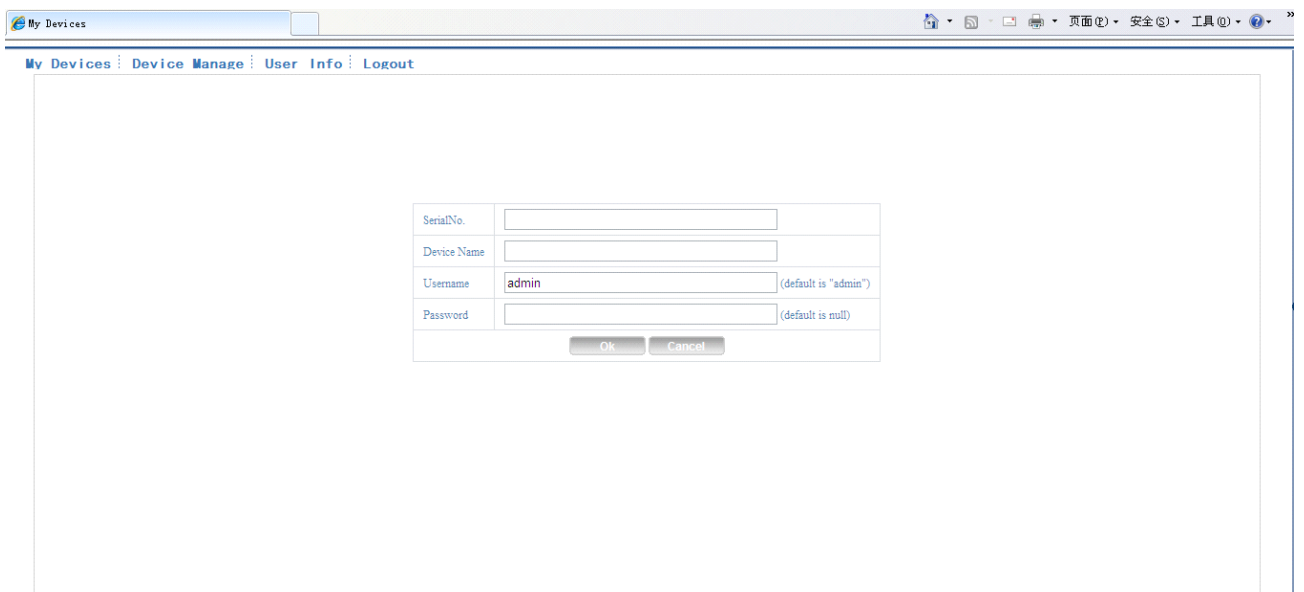 My Devices
页面(P) 安全(S) 工具(O) »
My Devices Device Manage User Info Logout
SerialNo.
Device Name
Username admin (default is "admin")
Password (default is null)
Ok Cancel